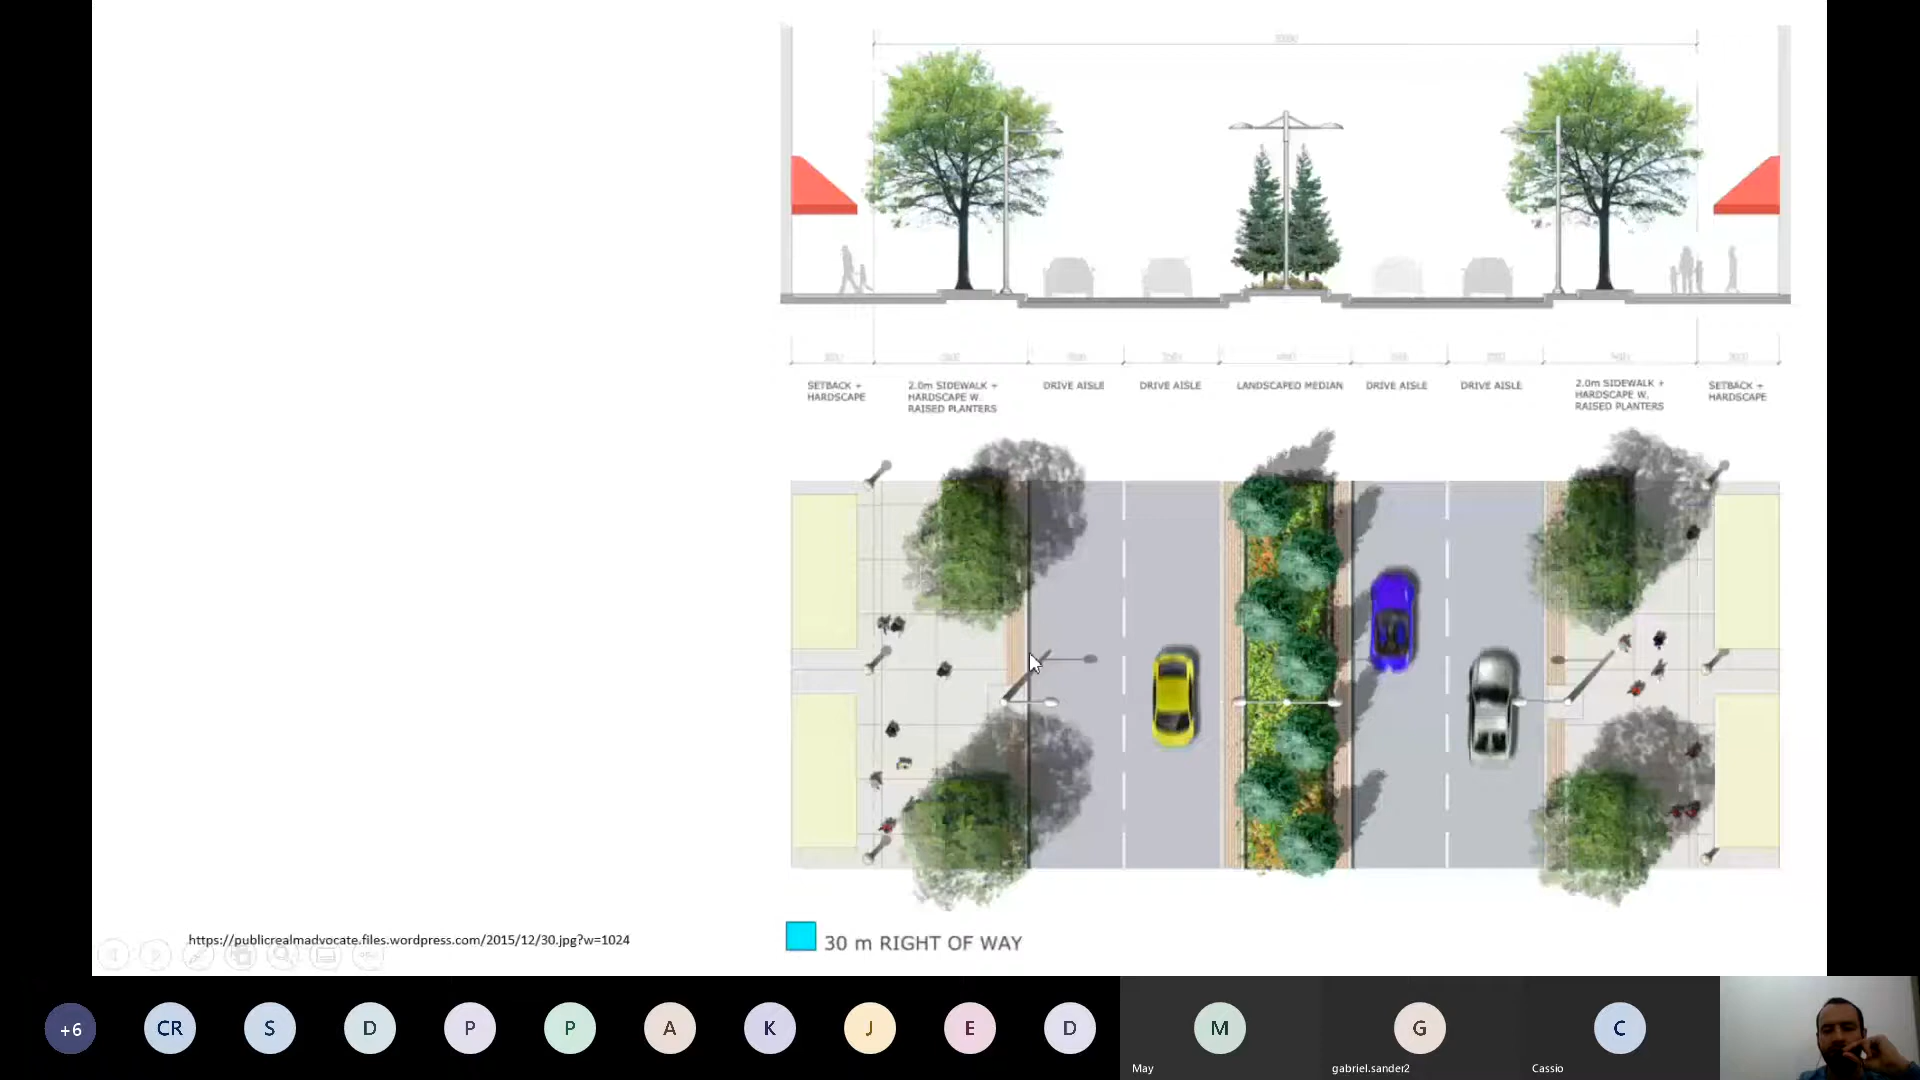 SETBACK +
HARDSCAPE
2.0m SIDEWALK +
HARDSCAPE W.
RAISED PLANTERS
DRIVE AISLE
DRIVE AISLE
LANDSCAPED MEDIAN
DRIVE AISLE
DRIVE AISLE
2.0m SIDEWALK +
HARDSCAPE W.
RAISED PLANTERS
SETBACK +
HARDSCAPE
https://publicrealmadvocate.files.wordpress.com/2015/12/30.jpg?w=1024
30 m RIGHT OF WAY
+6
CR
S
D
P
P
A
K
J
E
D
M
May
G
gabriel.sander2
C
Cassio